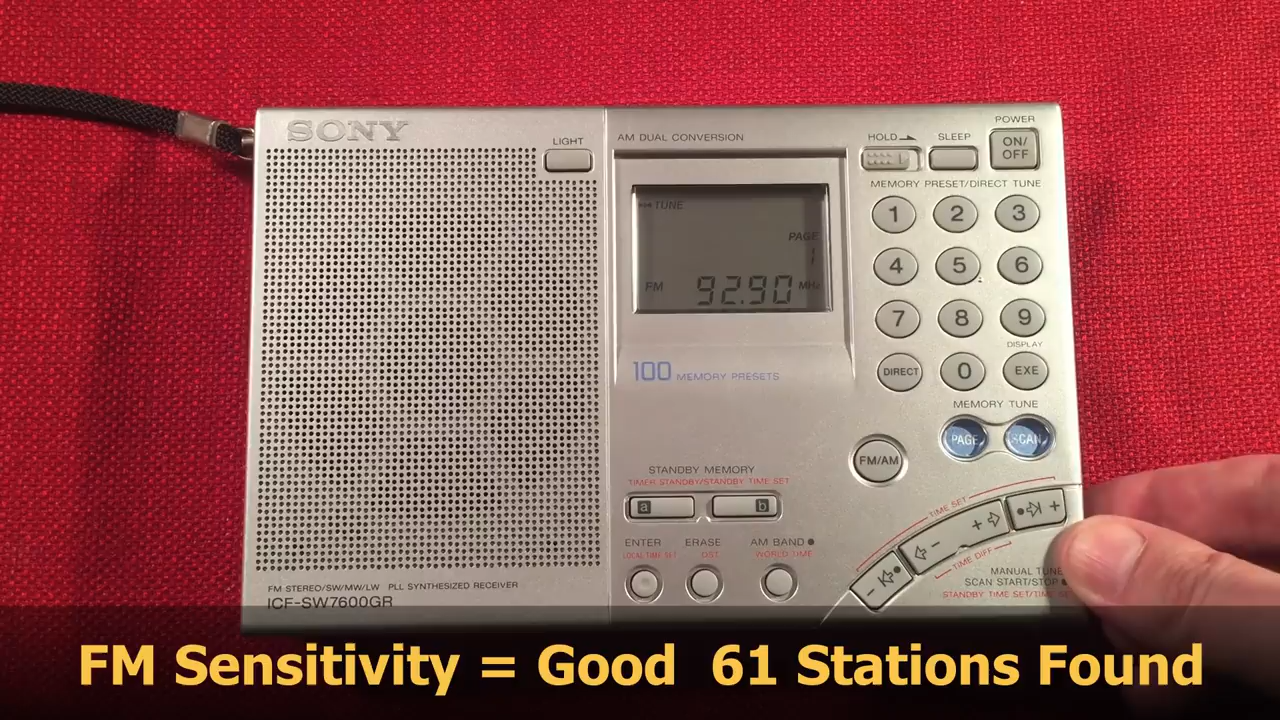 SONY
LIGHT
AM DUAL CONVERSION
HOLD
SLEEP
POWER
ON/
OFF
TUNE
PAGE
1
FM 92.90 MHz
100 MEMORY PRESETS
MEMORY PRESET/DIRECT TUNE
1 2 3
4 5 6
7 8 9
DISPLAY
DIRECT 0 EXE
MEMORY TUNE
PAGE SCAN
FM/AM
STANDBY MEMORY
TIMER STANDBY/STANDBY TIME SET
a b
ENTER ERASE AM BAND
LOCAL TIME SET DST WORLD TIME
TIME SET
- + +
-
TIME DIFF
MANUAL TUNE
SCAN START/STOP
STANDBY TIME SET/TIME
FM STEREO/SW/MW/LW PLL SYNTHESIZED RECEIVER
ICF-SW7600GR
FM Sensitivity = Good 61 Stations Found